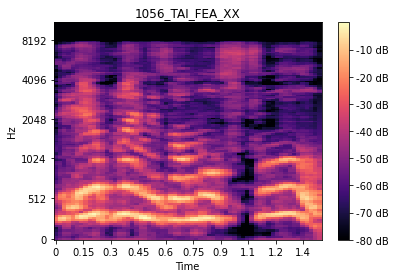 1056_TAI_FEA_XX
8192
4096
2048
1024
512
0
Hz
0
0.15
0.3
0.45
0.6
0.75
0.9
1.1
1.2
1.4
Time
-10 dB
-20 dB
-30 dB
-40 dB
-50 dB
-60 dB
-70 dB
-80 dB